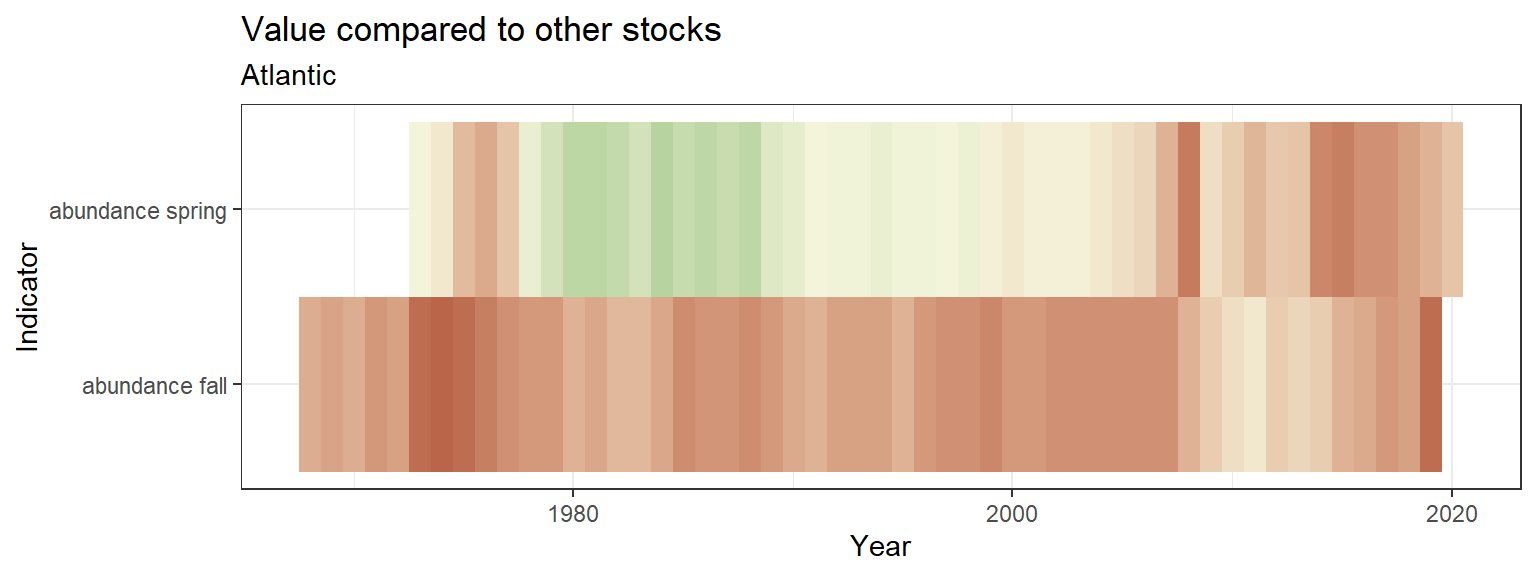 Value compared to other stocks
Atlantic
Indicator
abundance spring
abundance fall
1980
2000
2020
Year